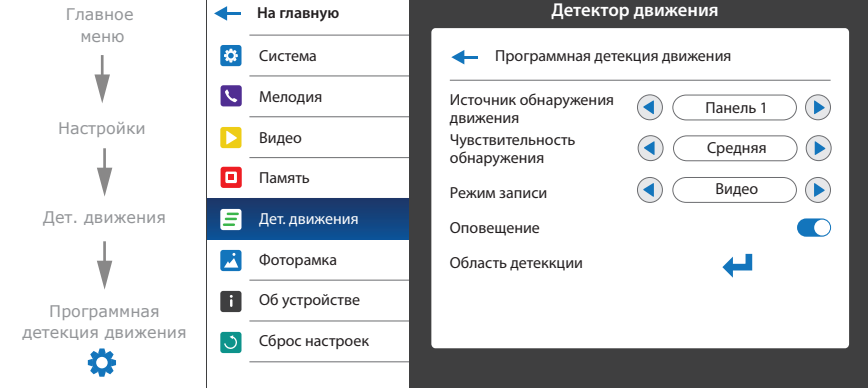 Главное
меню
Настройки
Дет. движения
Программная
детекция движения
На главную
Система
Мелодия
Видео
Память
Дет. движения
Фоторамка
Об устройстве
Сброс настроек
Детектор движения
Программная детекция движения
Источник обнаружения
движения
Панель 1
Чувствительность
обнаружения
Средняя
Режим записи
Видео
Оповещение
Область детеккции